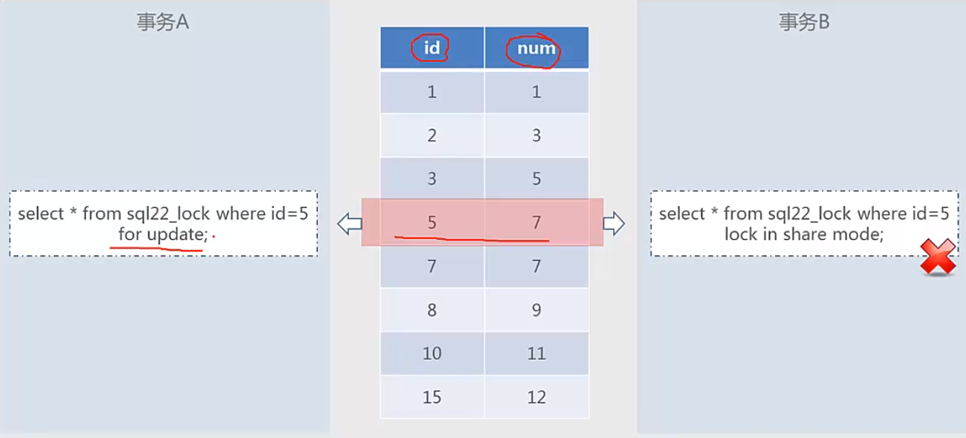 事务A
事务B
id num
1 1
2 3
3 5
5 7
7 7
8 9
10 11
15 12
select * from sql22_lock where id=5
for update;
select * from sql22_lock where id=5
lock in share mode;